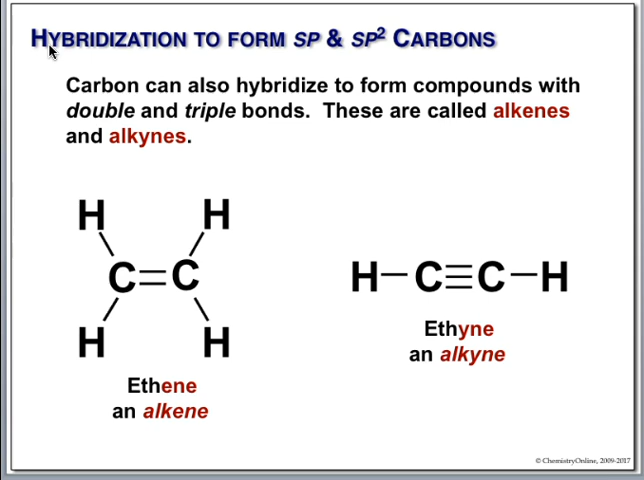 HYBRIDIZATION TO FORM SP & SP² CARBONS
Carbon can also hybridize to form compounds with
double and triple bonds.  These are called alkenes
and alkynes.
H H
C=C
H H
H−C≡C−H
Ethene
an alkene
Ethyne
an alkyne
© ChemistryOnline, 2009-2017